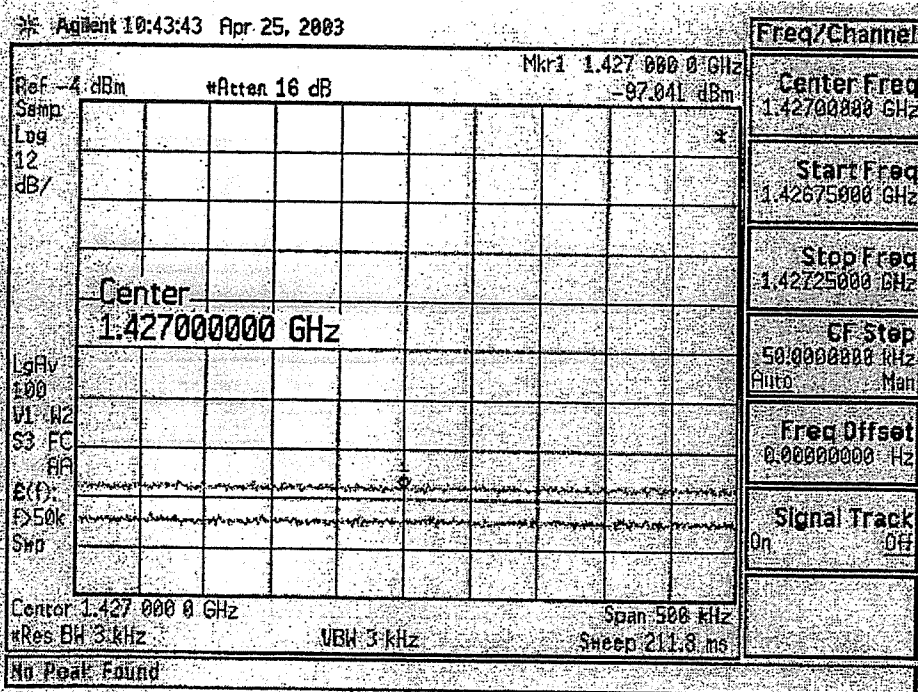 Agilent 10:43:43 Apr 25, 2003
Freq/Channel
Mkr1 1.427 000 0 GHz
Ref -4 dBm #Atten 16 dB -97.041 dBm
Samp
Log
12
dB/
Center
1.427000000 GHz
LgAv
100
V1 W2
S3 FC
AA
£(f):
f>50k
Swp
Center 1.427 000 0 GHz Span 500 kHz
#Res BW 3 kHz VBW 3 kHz Sweep 211.8 ms
No Peak Found
Center Freq
1.42700000 GHz
Start Freq
1.42675000 GHz
Stop Freq
1.42725000 GHz
CF Step
50.0000000 kHz
Auto Man
Freq Offset
0.00000000 Hz
Signal Track
On Off